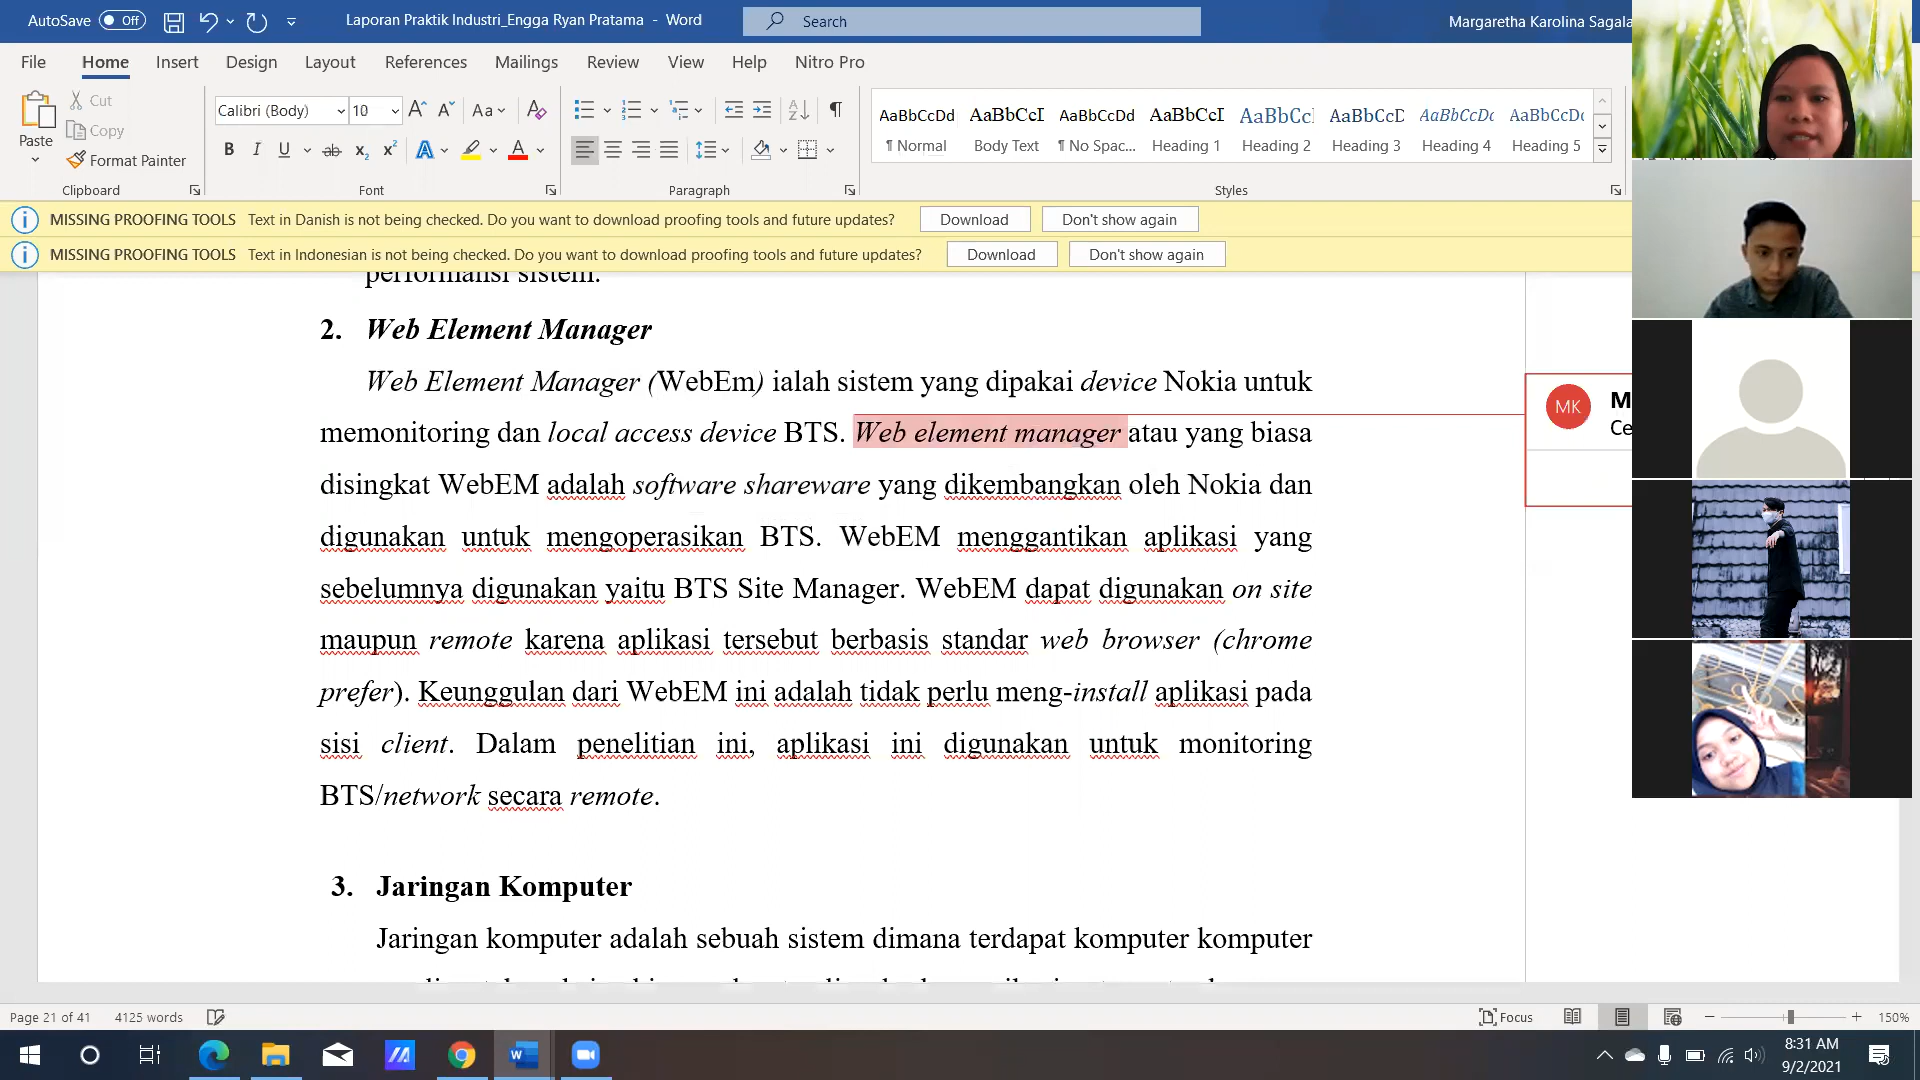 AutoSave Off Laporan Praktik Industri_Engga Ryan Pratama - Word Search Margaretha Karolina Sagala
File Home Insert Design Layout References Mailings Review View Help Nitro Pro
Paste Cut Copy Format Painter
Calibri (Body) 10
AaBbCcDd AaBbCcI AaBbCcDd AaBbCcI AaBbCcI AaBbCcD AaBbCcDc AaBbCcDc
¶ Normal Body Text ¶ No Spac... Heading 1 Heading 2 Heading 3 Heading 4 Heading 5
Clipboard Font Paragraph Styles
MISSING PROOFING TOOLS Text in Danish is not being checked. Do you want to download proofing tools and future updates? Download Don't show again
MISSING PROOFING TOOLS Text in Indonesian is not being checked. Do you want to download proofing tools and future updates? Download Don't show again
performansi sistem.
2. Web Element Manager
Web Element Manager (WebEm) ialah sistem yang dipakai device Nokia untuk
memonitoring dan local access device BTS. Web element manager atau yang biasa
disingkat WebEM adalah software shareware yang dikembangkan oleh Nokia dan
digunakan untuk mengoperasikan BTS. WebEM menggantikan aplikasi yang
sebelumnya digunakan yaitu BTS Site Manager. WebEM dapat digunakan on site
maupun remote karena aplikasi tersebut berbasis standar web browser (chrome
prefer). Keunggulan dari WebEM ini adalah tidak perlu meng-install aplikasi pada
sisi client. Dalam penelitian ini, aplikasi ini digunakan untuk monitoring
BTS/network secara remote.
MK M
Ce
3. Jaringan Komputer
Jaringan komputer adalah sebuah sistem dimana terdapat komputer komputer
Page 21 of 41 4125 words Focus 150%
8:31 AM
9/2/2021